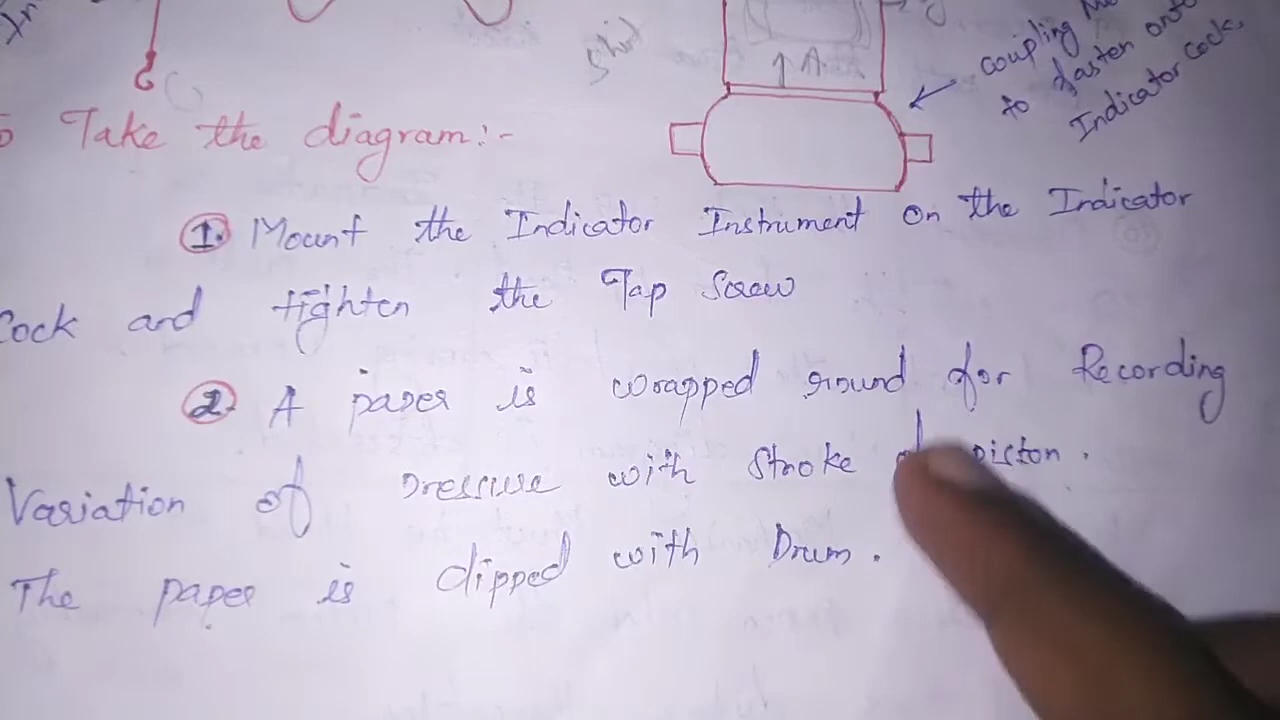 coupling
to fasten onto
Indicator cock.
↑ A
Take the diagram:-
1. Mount the Indicator Instrument on the Indicator
Cock and tighten the Tap Screw
2. A paper is wrapped round for Recording
Variation of pressure with stroke of piston.
The paper is clipped with Drum.